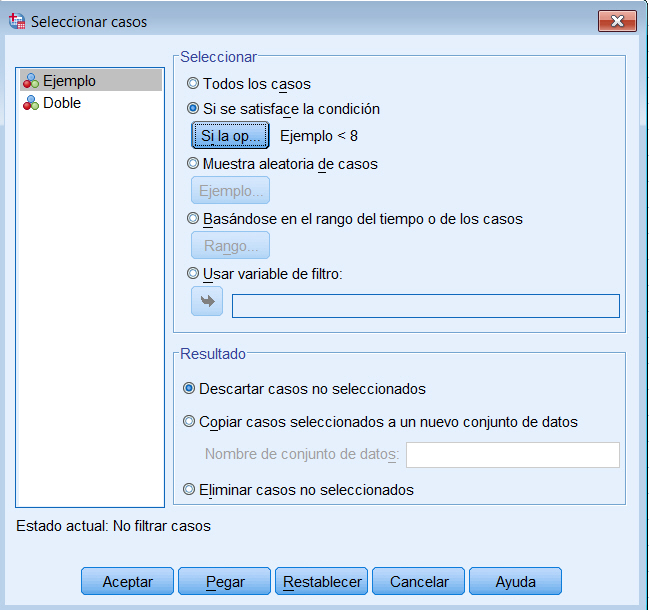 Seleccionar casos
Ejemplo
Doble
Seleccionar
Todos los casos
Si se satisface la condición
Si la op... Ejemplo < 8
Muestra aleatoria de casos
Ejemplo...
Basándose en el rango del tiempo o de los casos
Rango...
Usar variable de filtro:
Resultado
Descartar casos no seleccionados
Copiar casos seleccionados a un nuevo conjunto de datos
Nombre de conjunto de datos:
Eliminar casos no seleccionados
Estado actual: No filtrar casos
Aceptar Pegar Restablecer Cancelar Ayuda